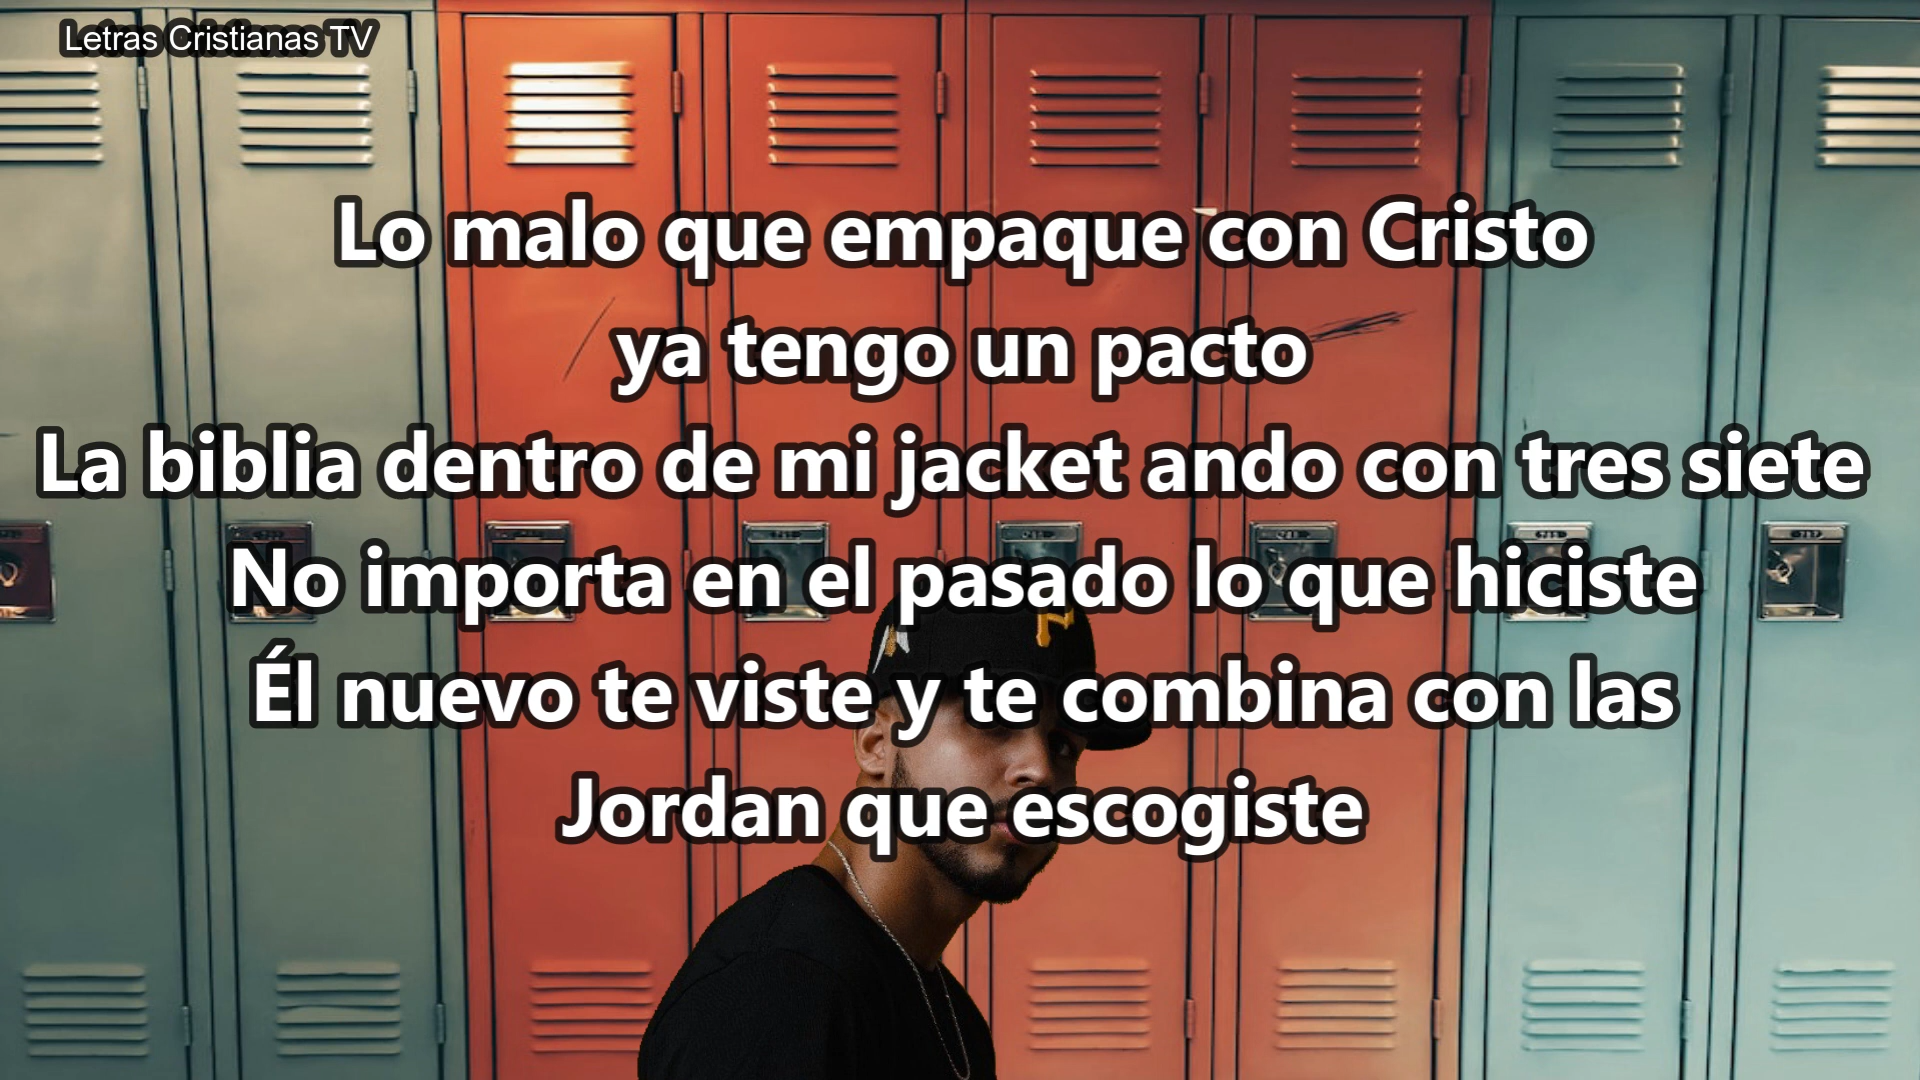 Letras Cristianas TV
Lo malo que empaque con Cristo
ya tengo un pacto
La biblia dentro de mi jacket ando con tres siete
No importa en el pasado lo que hiciste
Él nuevo te viste y te combina con las
Jordan que escogiste